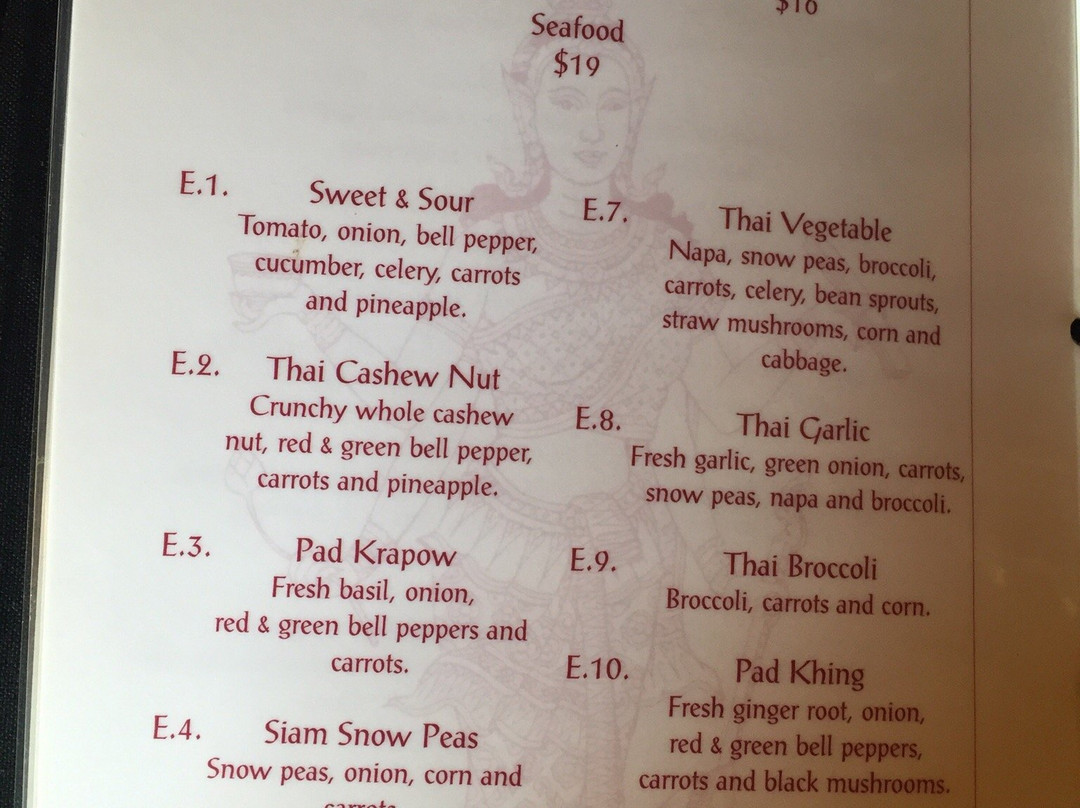 $16
Seafood
$19
E.1. Sweet & Sour
Tomato, onion, bell pepper,
cucumber, celery, carrots
and pineapple.
E.2. Thai Cashew Nut
Crunchy whole cashew
nut, red & green bell pepper,
carrots and pineapple.
E.3. Pad Krapow
Fresh basil, onion,
red & green bell peppers and
carrots.
E.4. Siam Snow Peas
Snow peas, onion, corn and
carrots
E.7. Thai Vegetable
Napa, snow peas, broccoli,
carrots, celery, bean sprouts,
straw mushrooms, corn and
cabbage.
E.8. Thai Garlic
Fresh garlic, green onion, carrots,
snow peas, napa and broccoli.
E.9. Thai Broccoli
Broccoli, carrots and corn.
E.10. Pad Khing
Fresh ginger root, onion,
red & green bell peppers,
carrots and black mushrooms.